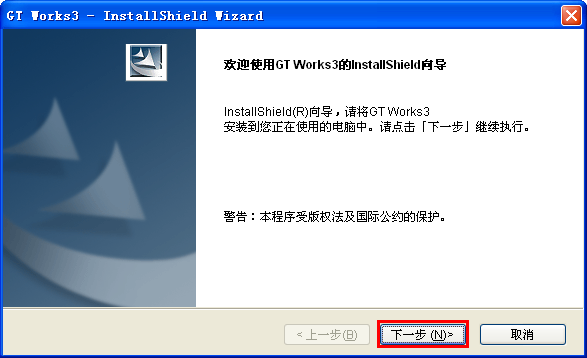 GT Works3 - InstallShield Wizard
欢迎使用GT Works3的InstallShield向导
InstallShield(R)向导，请将GT Works3
安装到您正在使用的电脑中。请点击「下一步」继续执行。
警告：本程序受版权法及国际公约的保护。
< 上一步(B)
下一步 (N)>
取消